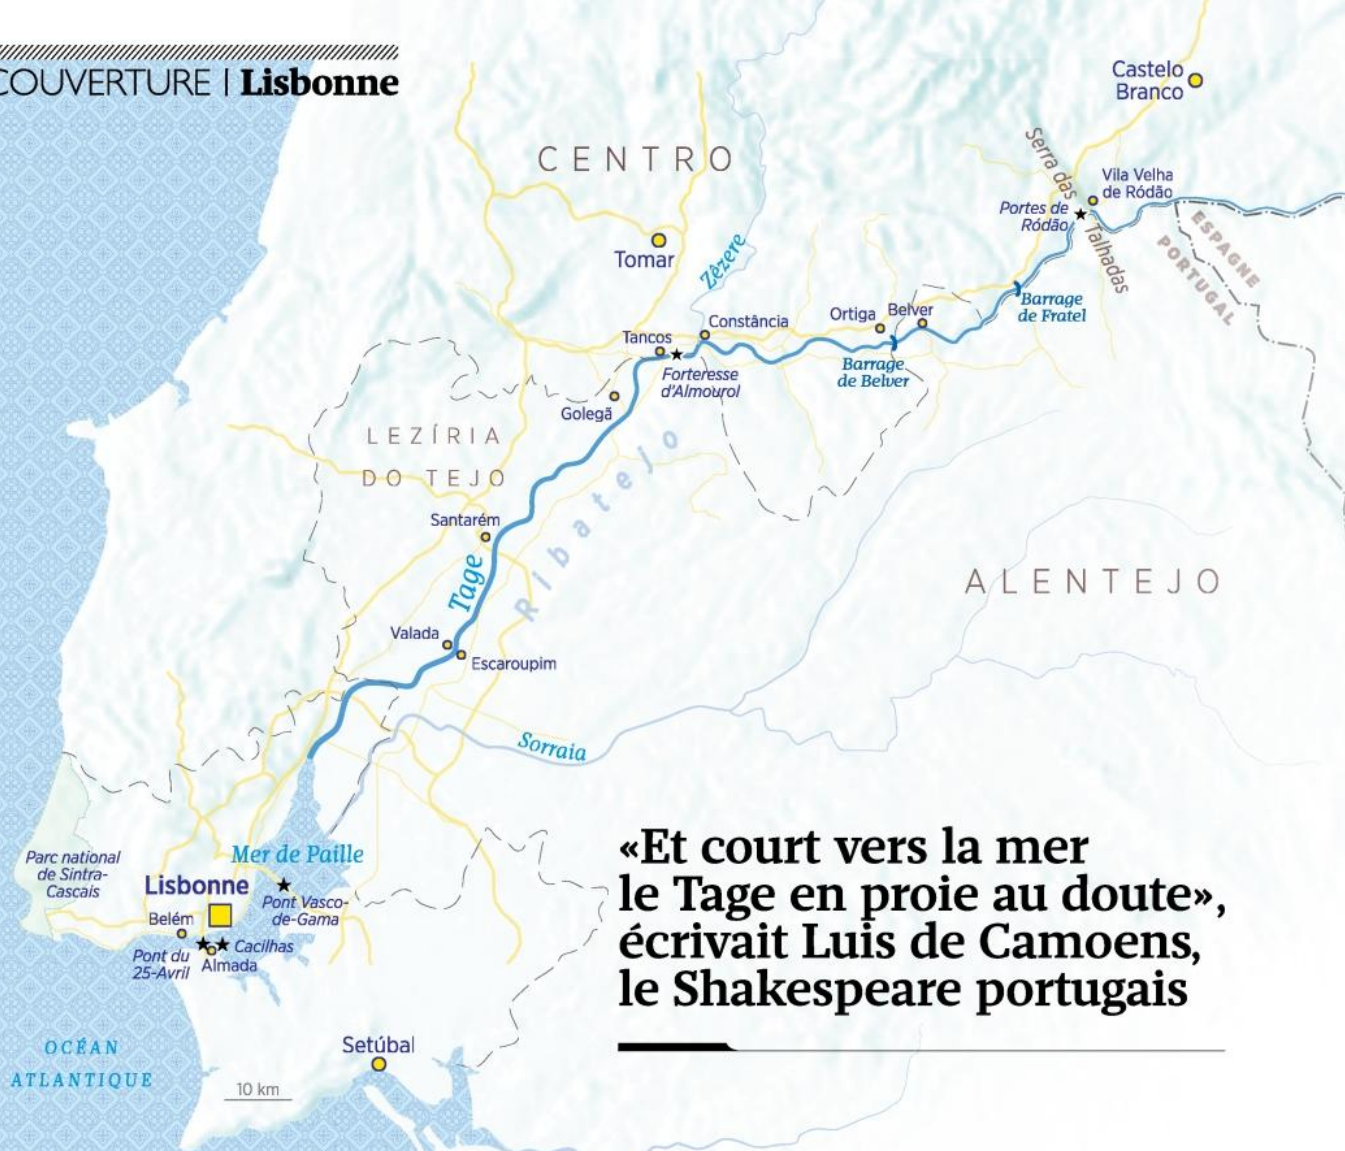 COUVERTURE | Lisbonne
Castelo
Branco
CENTRO
Serra das
Talhadas
Vila Velha
de Ródão
Portes de
Ródão
ESPAGNE
PORTUGAL
Tomar
Zêzere
Barrage
de Fratel
Constância
Ortiga
Belver
Tancos
Barrage
de Belver
Forteresse
d'Almourol
Golegã
LEZÍRIA
DO TEJO
Ribatejo
Santarém
Tage
ALENTEJO
Valada
Escaroupim
Sorraia
Mer de Paille
Parc national
de Sintra-
Cascais
Lisbonne
Pont Vasco-
de-Gama
Belém
Cacilhas
Pont du
25-Avril
Almada
«Et court vers la mer
le Tage en proie au doute»,
écrivait Luis de Camoens,
le Shakespeare portugais
OCÉAN
ATLANTIQUE
Setúbal
10 km